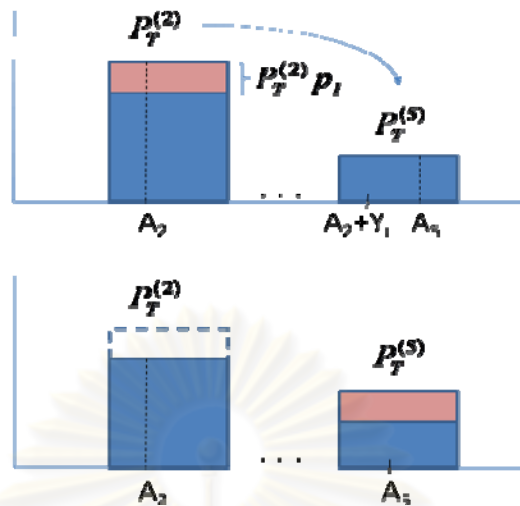 P_T^{(2)}
P_T^{(2)} p_1
P_T^{(5)}
...
A_2 A_2+Y_1 A_5
P_T^{(2)}
P_T^{(5)}
...
A_2 A_5